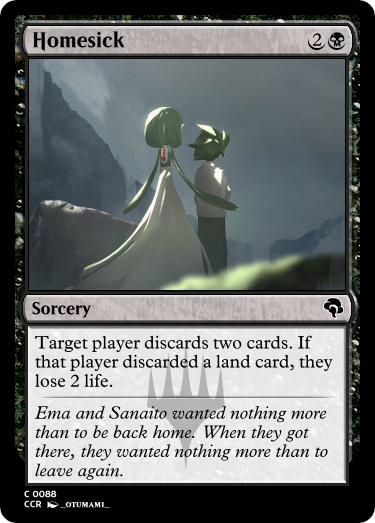 Homesick 2
Sorcery
Target player discards two cards. If
that player discarded a land card, they
lose 2 life.
Ema and Sanaito wanted nothing more
than to be back home. When they got
there, they wanted nothing more than to
leave again.
C 0088
CCR _OTUMAMI_